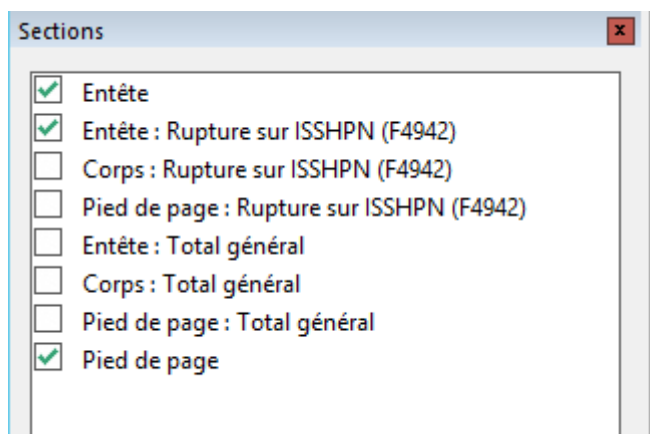 Sections
Entête
Entête : Rupture sur ISSHPN (F4942)
Corps : Rupture sur ISSHPN (F4942)
Pied de page : Rupture sur ISSHPN (F4942)
Entête : Total général
Corps : Total général
Pied de page : Total général
Pied de page